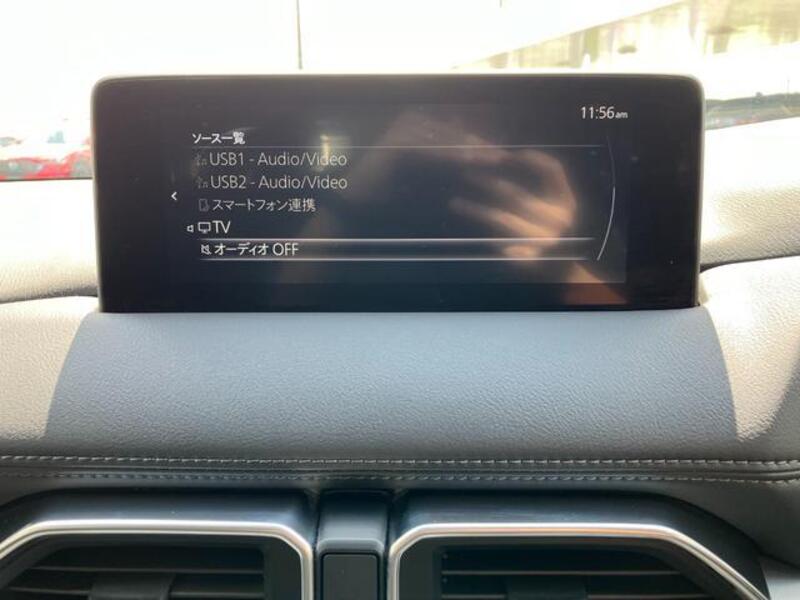 11:56am
ソース一覧
USB1 - Audio/Video
USB2 - Audio/Video
スマートフォン連携
TV
オーディオ OFF